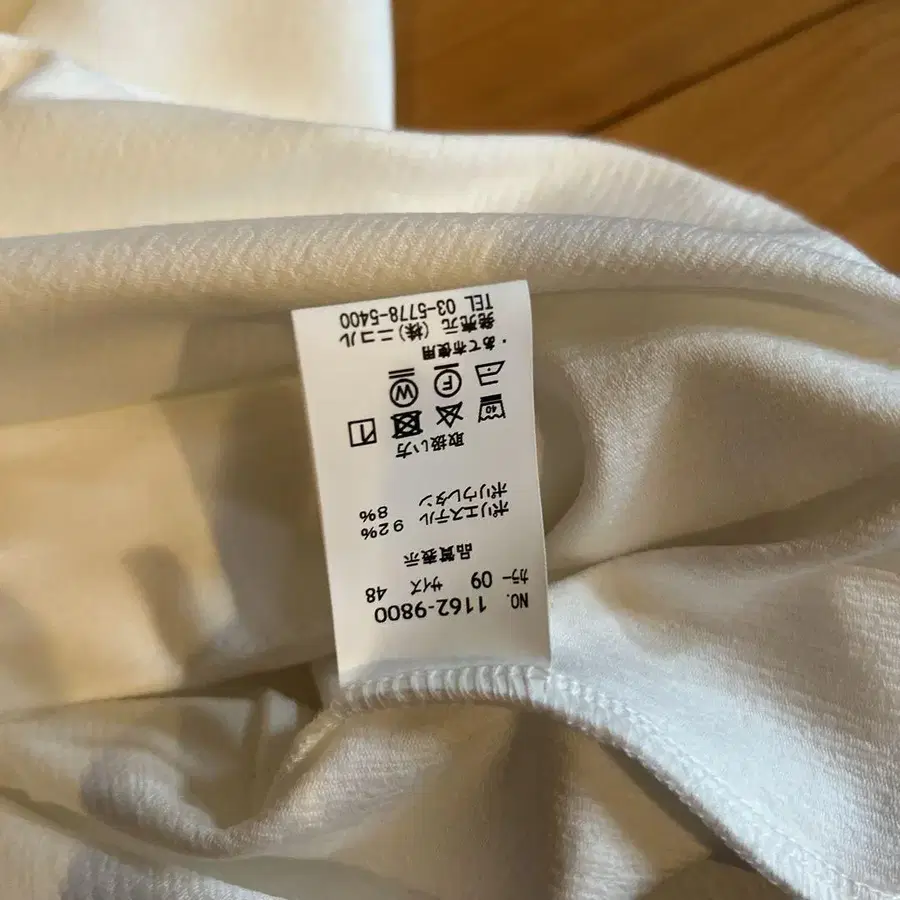 NO. 1162-9800
カラー 09 サイズ 48
品質表示
ポリエステル 92%
ポリウレタン 8%
取扱い方
40
F W
・あて布使用
発売元 (株)ニコル
TEL 03-5778-5400